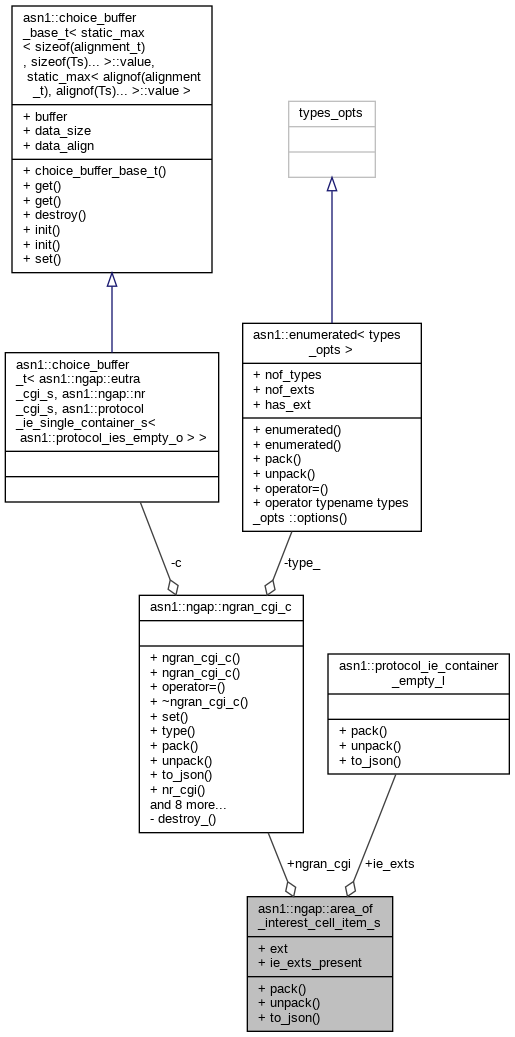 asn1::choice_buffer
_base_t< static_max
< sizeof(alignment_t)
, sizeof(Ts)... >::value,
static_max< alignof(alignment
_t), alignof(Ts)... >::value >
+ buffer
+ data_size
+ data_align
+ choice_buffer_base_t()
+ get()
+ get()
+ destroy()
+ init()
+ init()
+ set()
types_opts
asn1::choice_buffer
_t< asn1::ngap::eutra
_cgi_s, asn1::ngap::nr
_cgi_s, asn1::protocol
_ie_single_container_s<
asn1::protocol_ies_empty_o > >
asn1::enumerated< types
_opts >
+ nof_types
+ nof_exts
+ has_ext
+ enumerated()
+ enumerated()
+ pack()
+ unpack()
+ operator=()
+ operator typename types
_opts ::options()
-c
-type_
asn1::ngap::ngran_cgi_c
+ ngran_cgi_c()
+ ngran_cgi_c()
+ operator=()
+ ~ngran_cgi_c()
+ set()
+ type()
+ pack()
+ unpack()
+ to_json()
+ nr_cgi()
and 8 more...
- destroy_()
asn1::protocol_ie_container
_empty_l
+ pack()
+ unpack()
+ to_json()
+ngran_cgi
+ie_exts
asn1::ngap::area_of
_interest_cell_item_s
+ ext
+ ie_exts_present
+ pack()
+ unpack()
+ to_json()